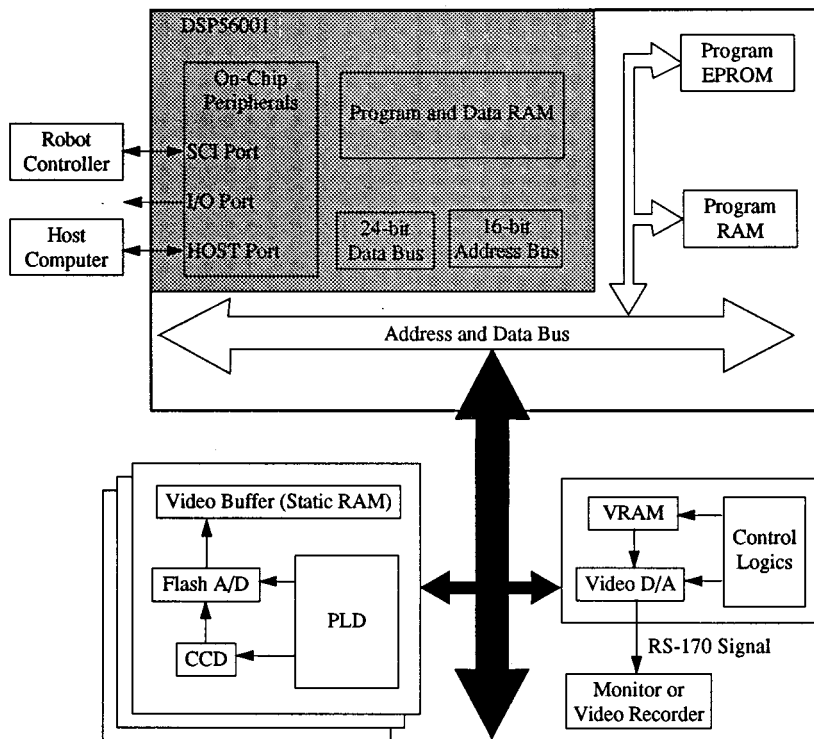 DSP56001
On-Chip
Peripherals
SCI Port
I/O Port
HOST Port
Program and Data RAM
24-bit
Data Bus
16-bit
Address Bus
Robot
Controller
Host
Computer
Program
EPROM
Program
RAM
Address and Data Bus
Video Buffer (Static RAM)
Flash A/D
CCD
PLD
VRAM
Video D/A
Control
Logics
RS-170 Signal
Monitor or
Video Recorder